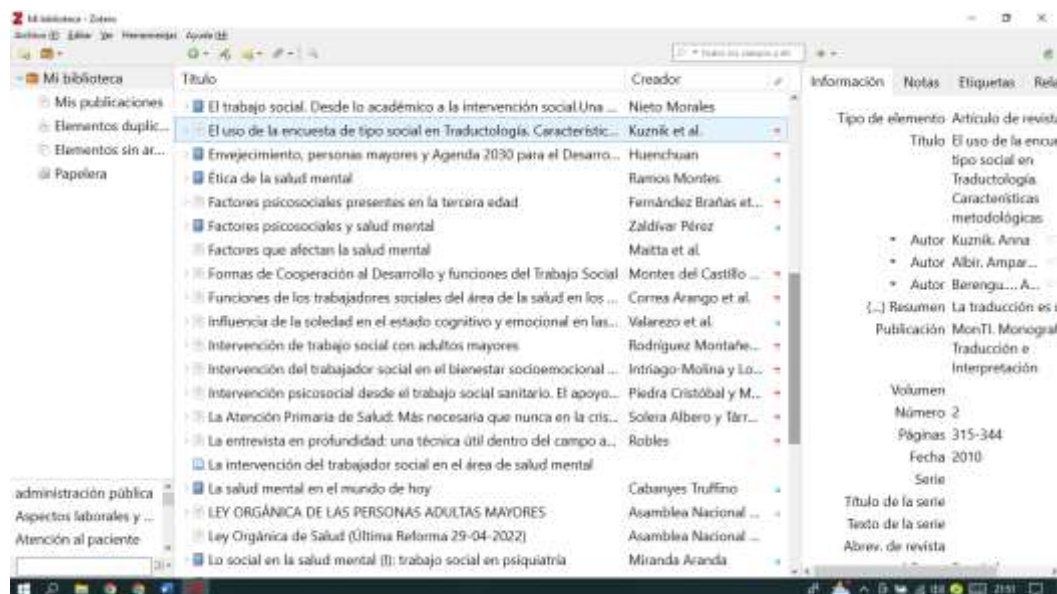 Mi biblioteca - Zotero
Archivo (F) Editar Ver Herramientas Ayuda (H)
Mi biblioteca
Mis publicaciones
Elementos duplic...
Elementos sin ar...
Papelera
administración pública
Aspectos laborales y ...
Atención al paciente
Título Creador
El trabajo social. Desde lo académico a la intervención social.Una ... Nieto Morales
El uso de la encuesta de tipo social en Traductología. Característic... Kuznik et al.
Envejecimiento, personas mayores y Agenda 2030 para el Desarro... Huenchuan
Ética de la salud mental Ramos Montes
Factores psicosociales presentes en la tercera edad Fernández Brañas et...
Factores psicosociales y salud mental Zaldívar Pérez
Factores que afectan la salud mental Maitta et al.
Formas de Cooperación al Desarrollo y funciones del Trabajo Social Montes del Castillo ...
Funciones de los trabajadores sociales del área de la salud en los ... Correa Arango et al.
Influencia de la soledad en el estado cognitivo y emocional en las... Valarezo et al.
Intervención de trabajo social con adultos mayores Rodríguez Montañe...
Intervención del trabajador social en el bienestar socioemocional ... Intriago-Molina y Lo...
Intervención psicosocial desde el trabajo social sanitario. El apoyo... Piedra Cristóbal y M...
La Atención Primaria de Salud: Más necesaria que nunca en la cris... Solera Albero y Tárr...
La entrevista en profundidad: una técnica útil dentro del campo a... Robles
La intervención del trabajador social en el área de salud mental
La salud mental en el mundo de hoy Cabanyes Truffino
LEY ORGÁNICA DE LAS PERSONAS ADULTAS MAYORES Asamblea Nacional ...
Ley Orgánica de Salud (Última Reforma 29-04-2022) Asamblea Nacional ...
Lo social en la salud mental (I): trabajo social en psiquiatría Miranda Aranda
Información Notas Etiquetas Rela
Tipo de elemento Artículo de revista
Título El uso de la encue
tipo social en
Traductología.
Características
metodológicas
Autor Kuznik, Anna
Autor Albir, Ampar...
Autor Berengu..., A...
(...) Resumen La traducción es u
Publicación MonTI. Monograf
Traducción e
Interpretación
Volumen
Número 2
Páginas 315-344
Fecha 2010
Serie
Título de la serie
Texto de la serie
Abrev. de revista
21:51